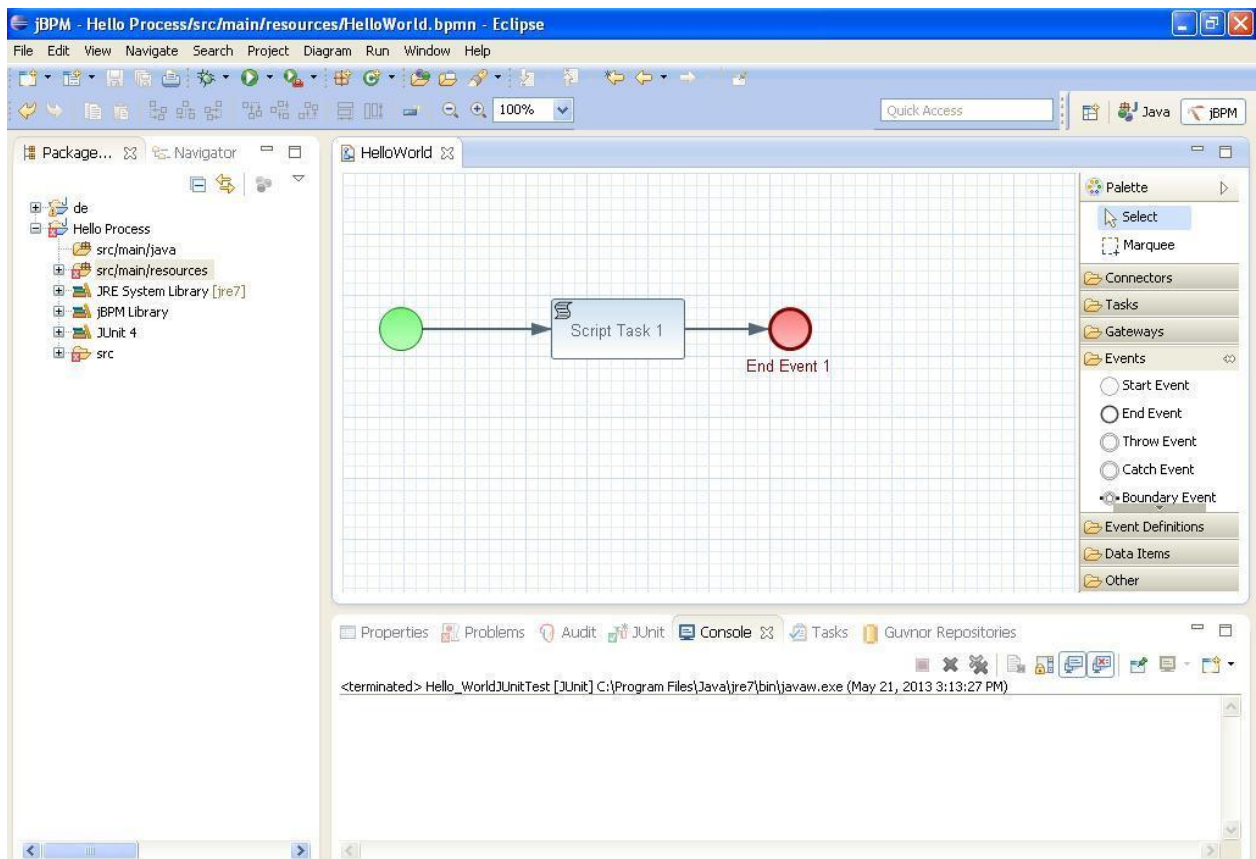 jBPM - Hello Process/src/main/resources/HelloWorld.bpmn - Eclipse
File Edit View Navigate Search Project Diagram Run Window Help
100%
Quick Access
Java
jBPM
Package...
Navigator
de
Hello Process
src/main/java
src/main/resources
JRE System Library [jre7]
jBPM Library
JUnit 4
src
HelloWorld
Script Task 1
End Event 1
Palette
Select
Marquee
Connectors
Tasks
Gateways
Events
Start Event
End Event
Throw Event
Catch Event
Boundary Event
Event Definitions
Data Items
Other
Properties Problems Audit JUnit Console Tasks Guvnor Repositories
<terminated> Hello_WorldJUnitTest [JUnit] C:\Program Files\Java\jre7\bin\javaw.exe (May 21, 2013 3:13:27 PM)